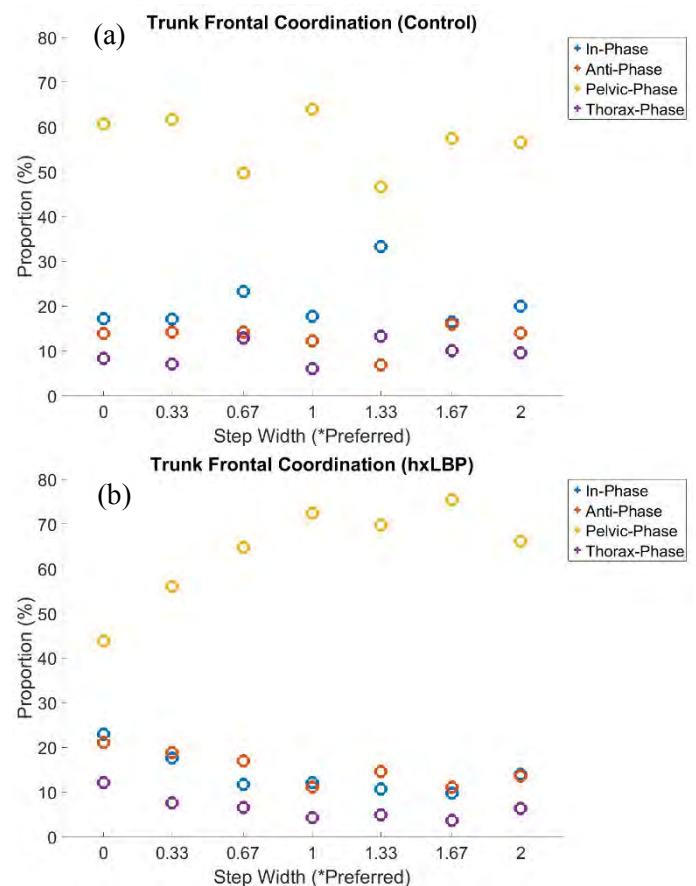 (a)
Trunk Frontal Coordination (Control)
80
70
60
50
40
30
20
10
0
Proportion (%)
0 0.33 0.67 1 1.33 1.67 2
Step Width (*Preferred)
In-Phase
Anti-Phase
Pelvic-Phase
Thorax-Phase
(b)
Trunk Frontal Coordination (hxLBP)
80
70
60
50
40
30
20
10
0
Proportion (%)
0 0.33 0.67 1 1.33 1.67 2
Step Width (*Preferred)
In-Phase
Anti-Phase
Pelvic-Phase
Thorax-Phase